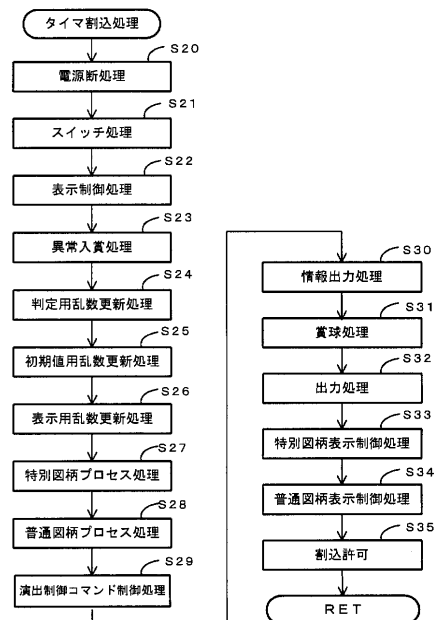 タイマ割込処理
S20
電源断処理
S21
スイッチ処理
S22
表示制御処理
S23
異常入賞処理
S24
判定用乱数更新処理
S25
初期値用乱数更新処理
S26
表示用乱数更新処理
S27
特別図柄プロセス処理
S28
普通図柄プロセス処理
S29
演出制御コマンド制御処理
S30
情報出力処理
S31
賞球処理
S32
出力処理
S33
特別図柄表示制御処理
S34
普通図柄表示制御処理
S35
割込許可
RET